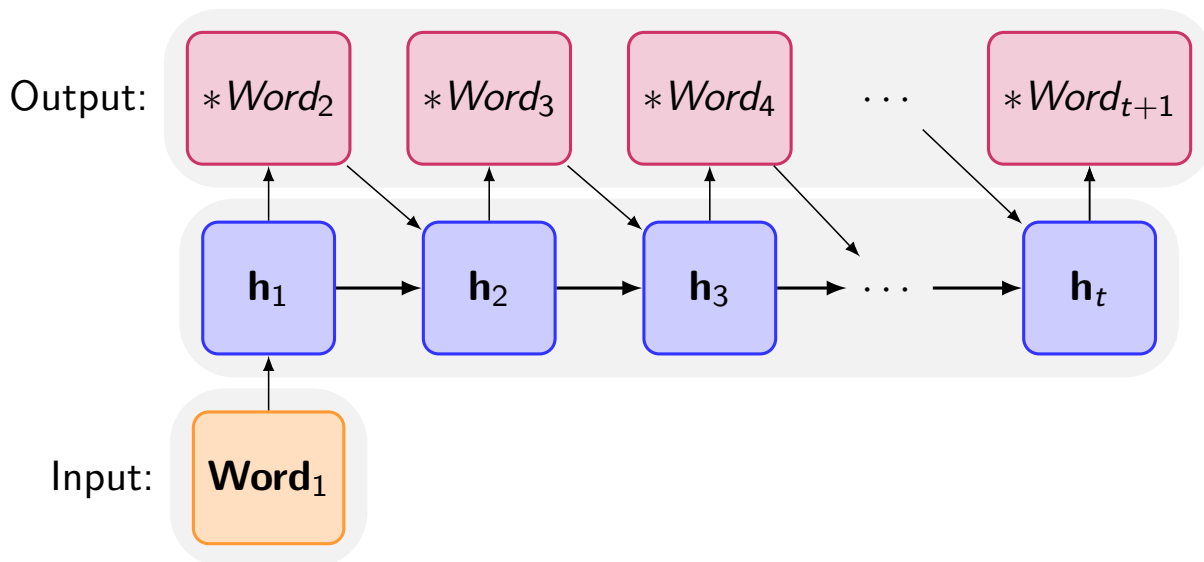 Output: ∗Word₂ ∗Word₃ ∗Word₄ ··· ∗Wordₜ₊₁
h₁ h₂ h₃ ··· hₜ
Input: Word₁